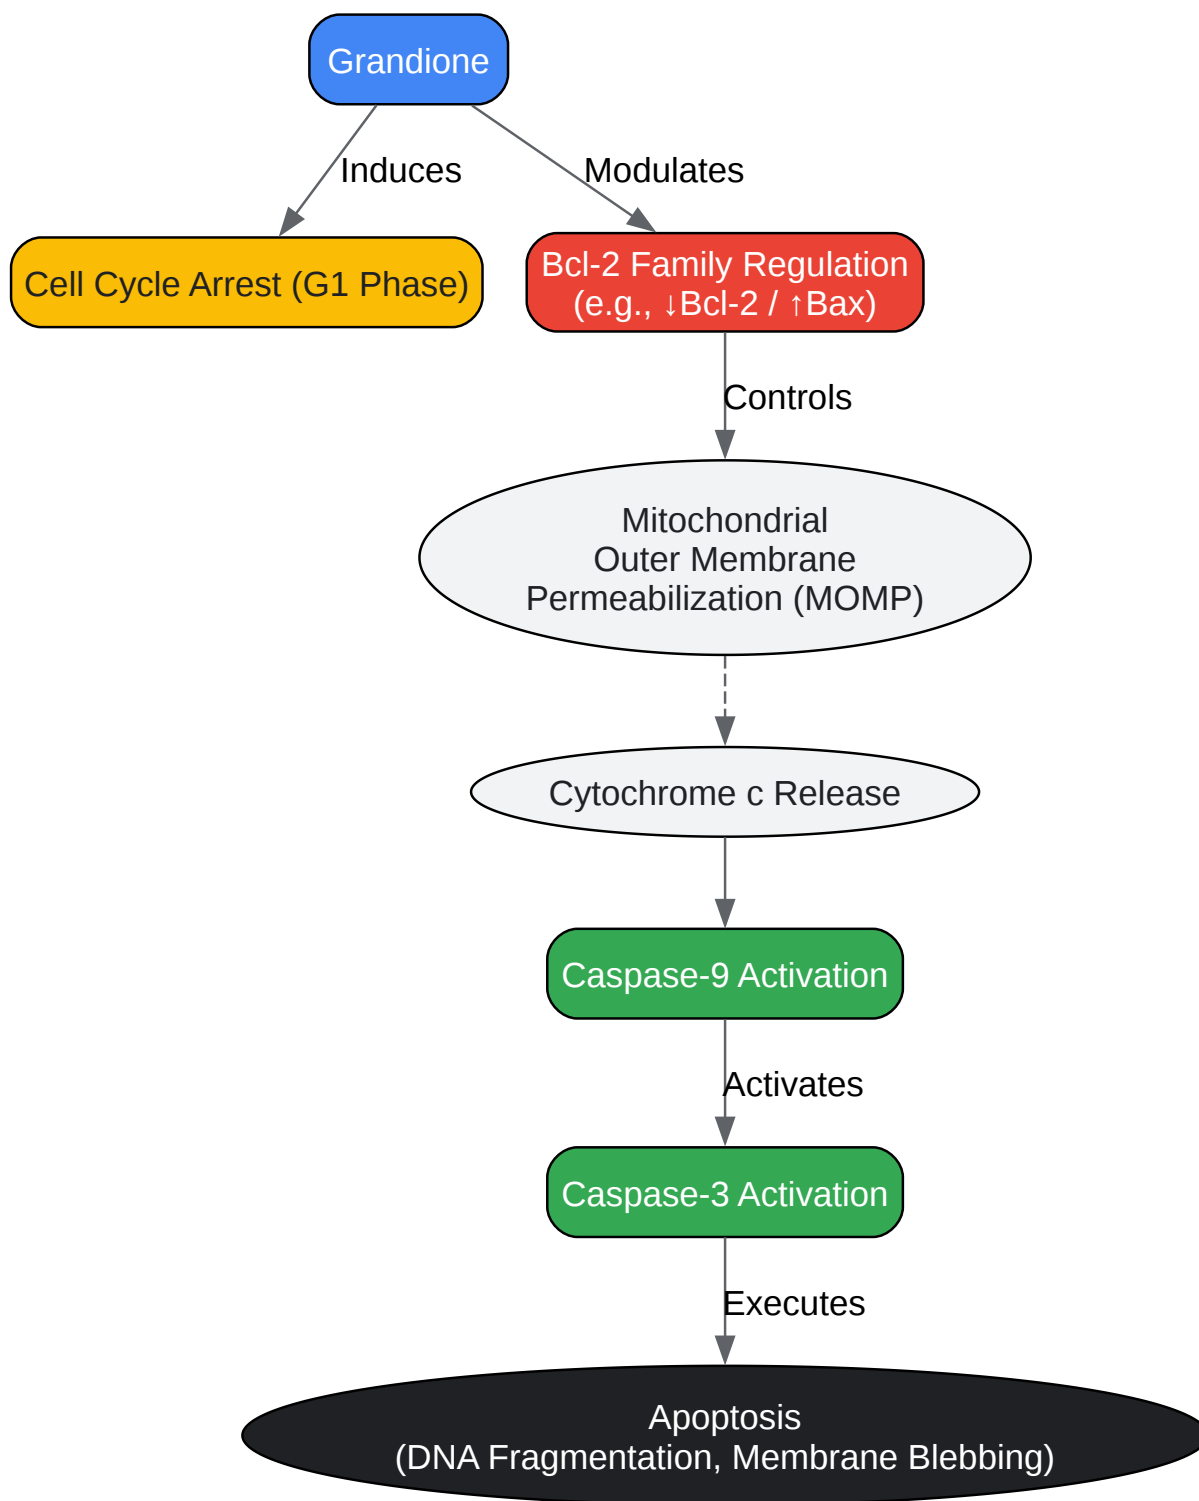 Grandione
Induces
Modulates
Cell Cycle Arrest (G1 Phase)
Bcl-2 Family Regulation
(e.g., ↓Bcl-2 / ↑Bax)
Controls
Mitochondrial
Outer Membrane
Permeabilization (MOMP)
Cytochrome c Release
Caspase-9 Activation
Activates
Caspase-3 Activation
Executes
Apoptosis
(DNA Fragmentation, Membrane Blebbing)